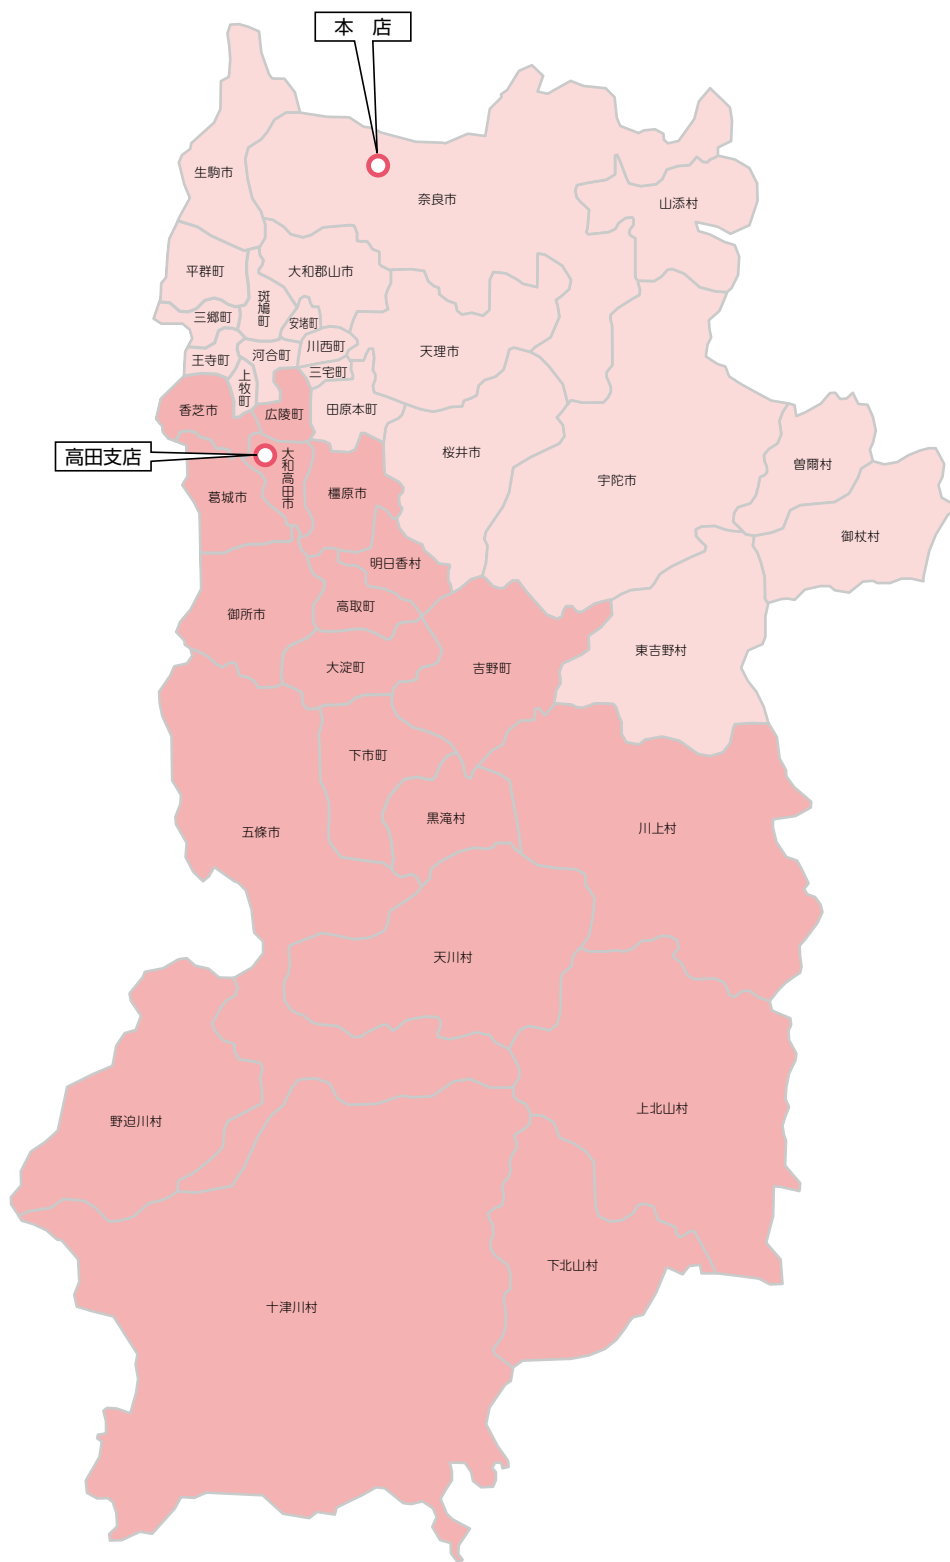 本 店
生駒市
奈良市
山添村
平群町
大和郡山市
斑鳩町
三郷町
安堵町
川西町
天理市
河合町
王寺町
三宅町
上牧町
香芝市
広陵町
田原本町
高田支店
大和高田市
桜井市
曽爾村
宇陀市
葛城市
橿原市
御杖村
明日香村
高取町
御所市
東吉野村
大淀町
吉野町
下市町
黒滝村
川上村
五條市
天川村
上北山村
野迫川村
下北山村
十津川村